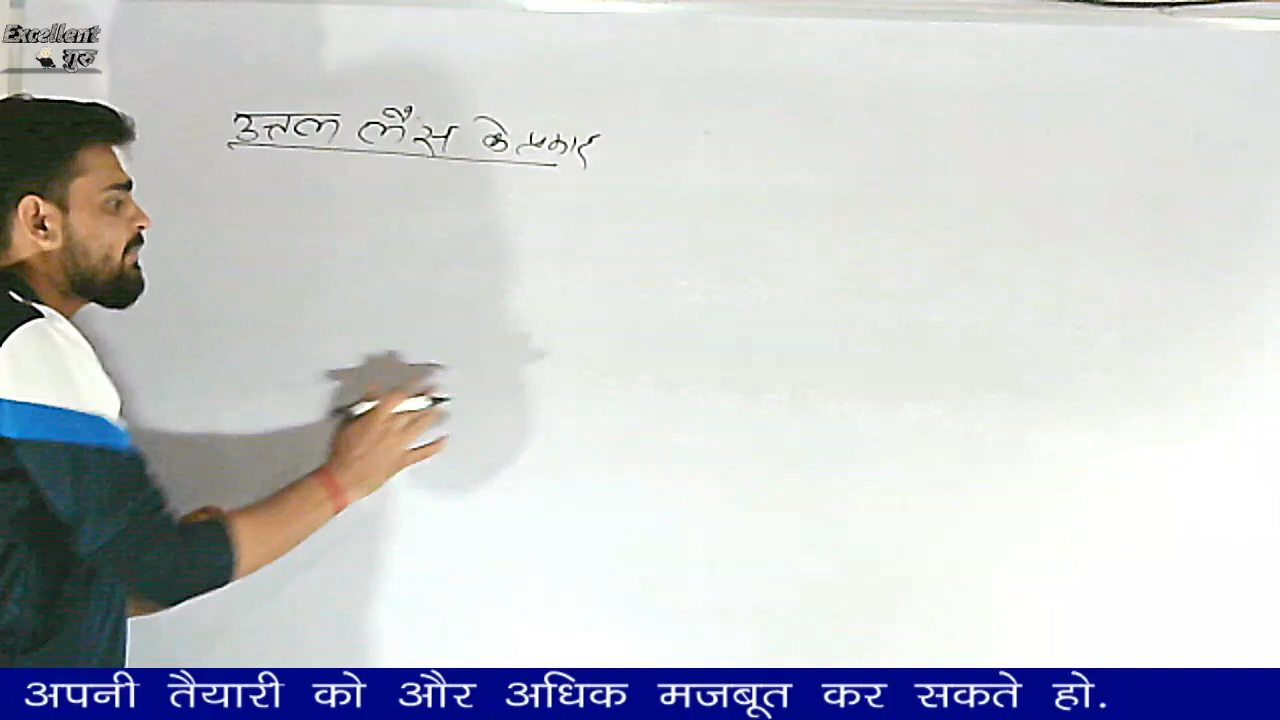 Excellent
गुरु
उत्तल लैंस के प्रकार
अपनी तैयारी को और अधिक मजबूत कर सकते हो.